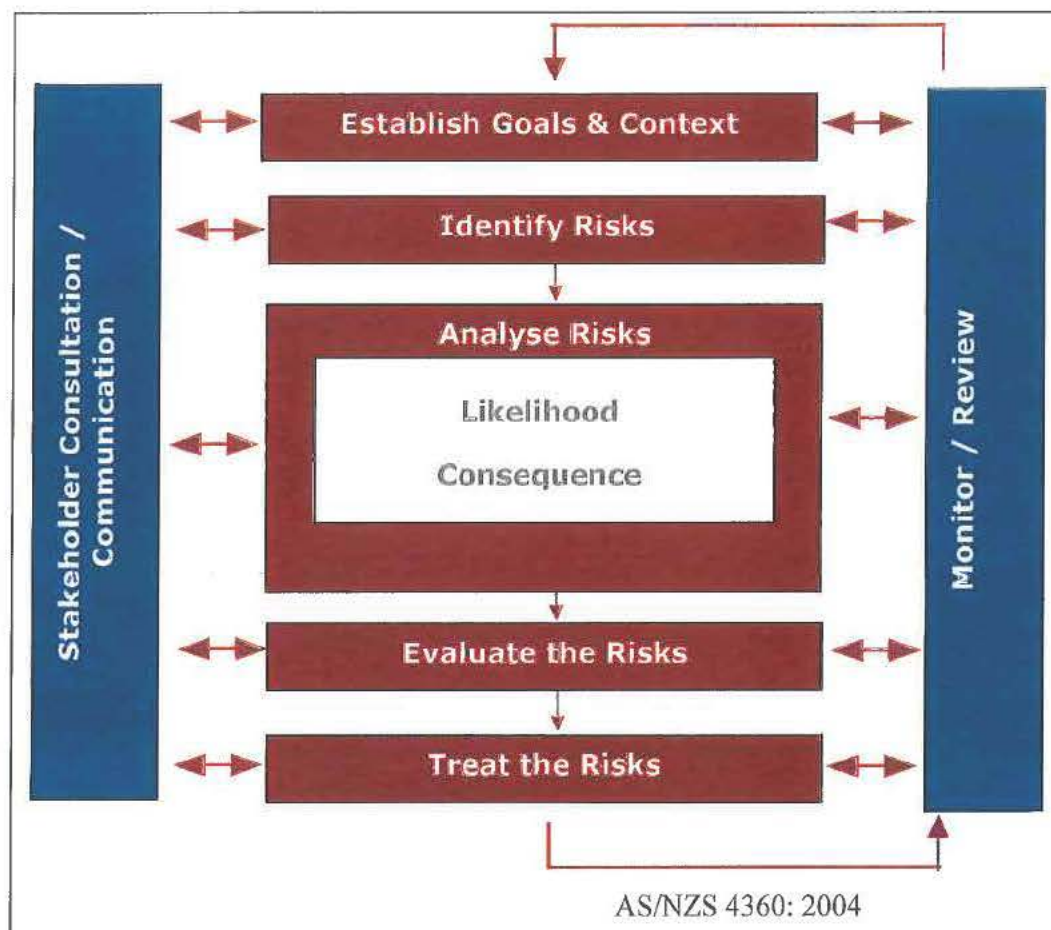 Establish Goals & Context
Identify Risks
Analyse Risks
Likelihood
Consequence
Evaluate the Risks
Treat the Risks
Stakeholder Consultation /
Communication
Monitor / Review
AS/NZS 4360: 2004